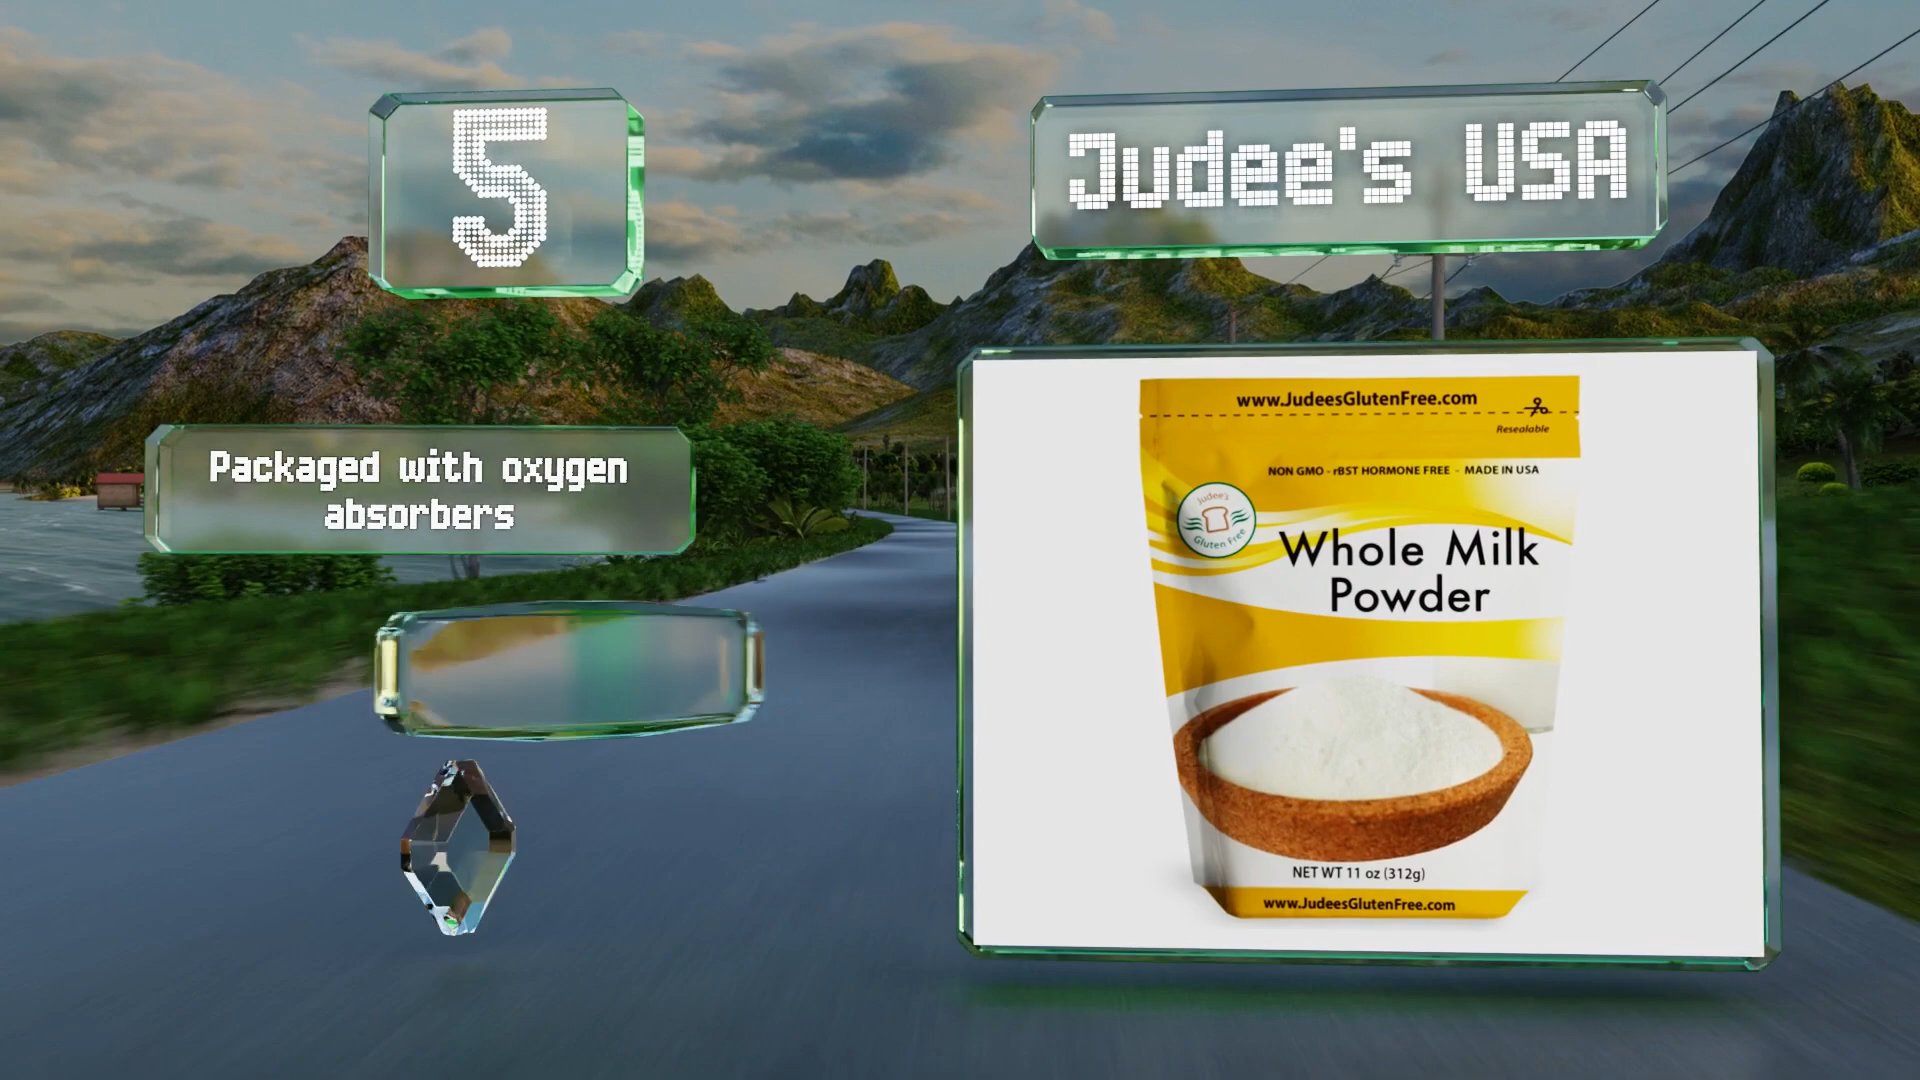 5
Judee's USA
Packaged with oxygen
absorbers
www.JudeesGlutenFree.com
Resealable
NON GMO - rBST HORMONE FREE - MADE IN USA
Judee's
Gluten Free
Whole Milk
Powder
NET WT 11 oz (312g)
www.JudeesGlutenFree.com